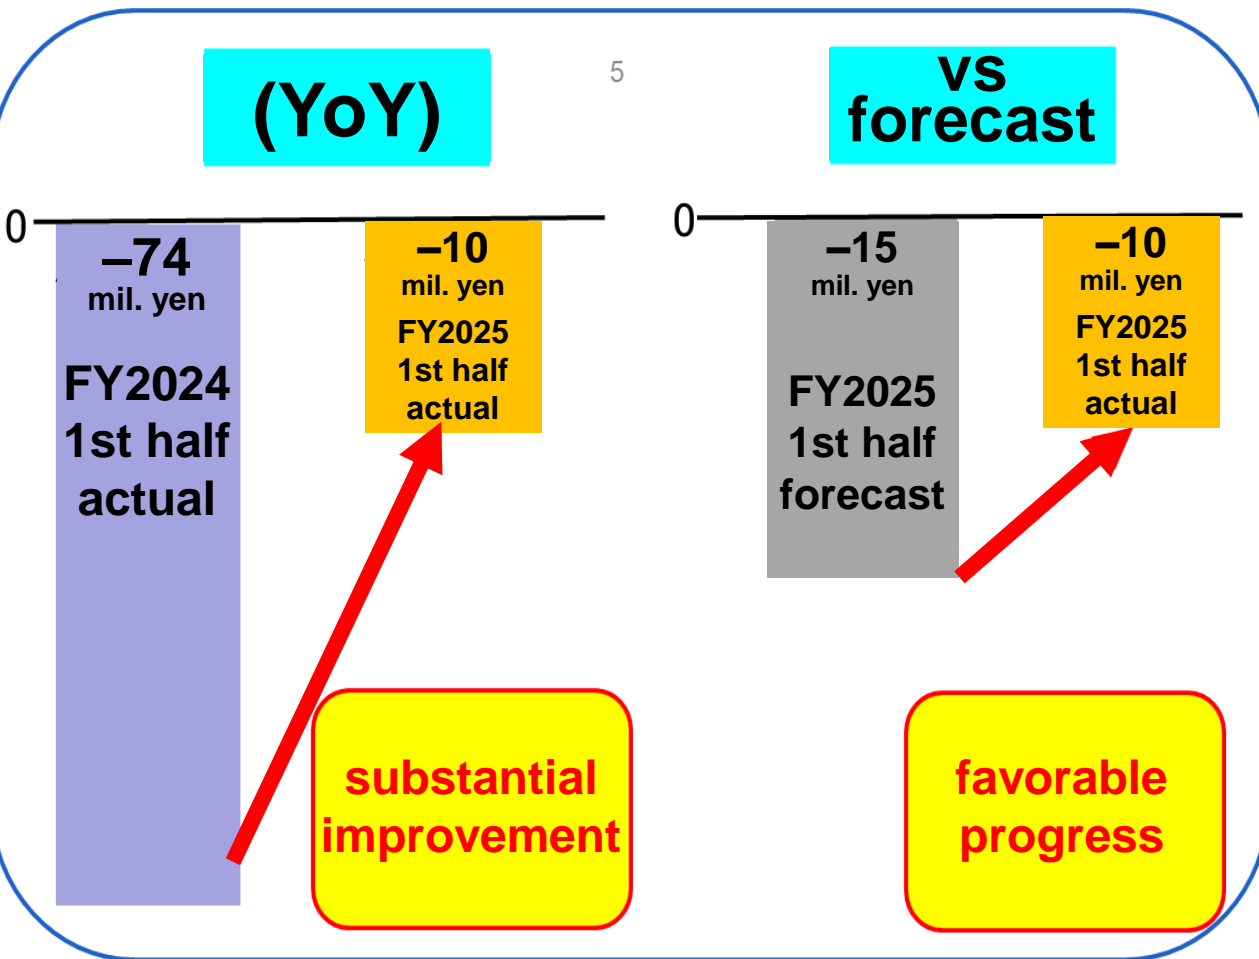 (YoY)
5
vs
forecast
0
–74
mil. yen
FY2024
1st half
actual
–10
mil. yen
FY2025
1st half
actual
substantial
improvement
0
–15
mil. yen
FY2025
1st half
forecast
–10
mil. yen
FY2025
1st half
actual
favorable
progress